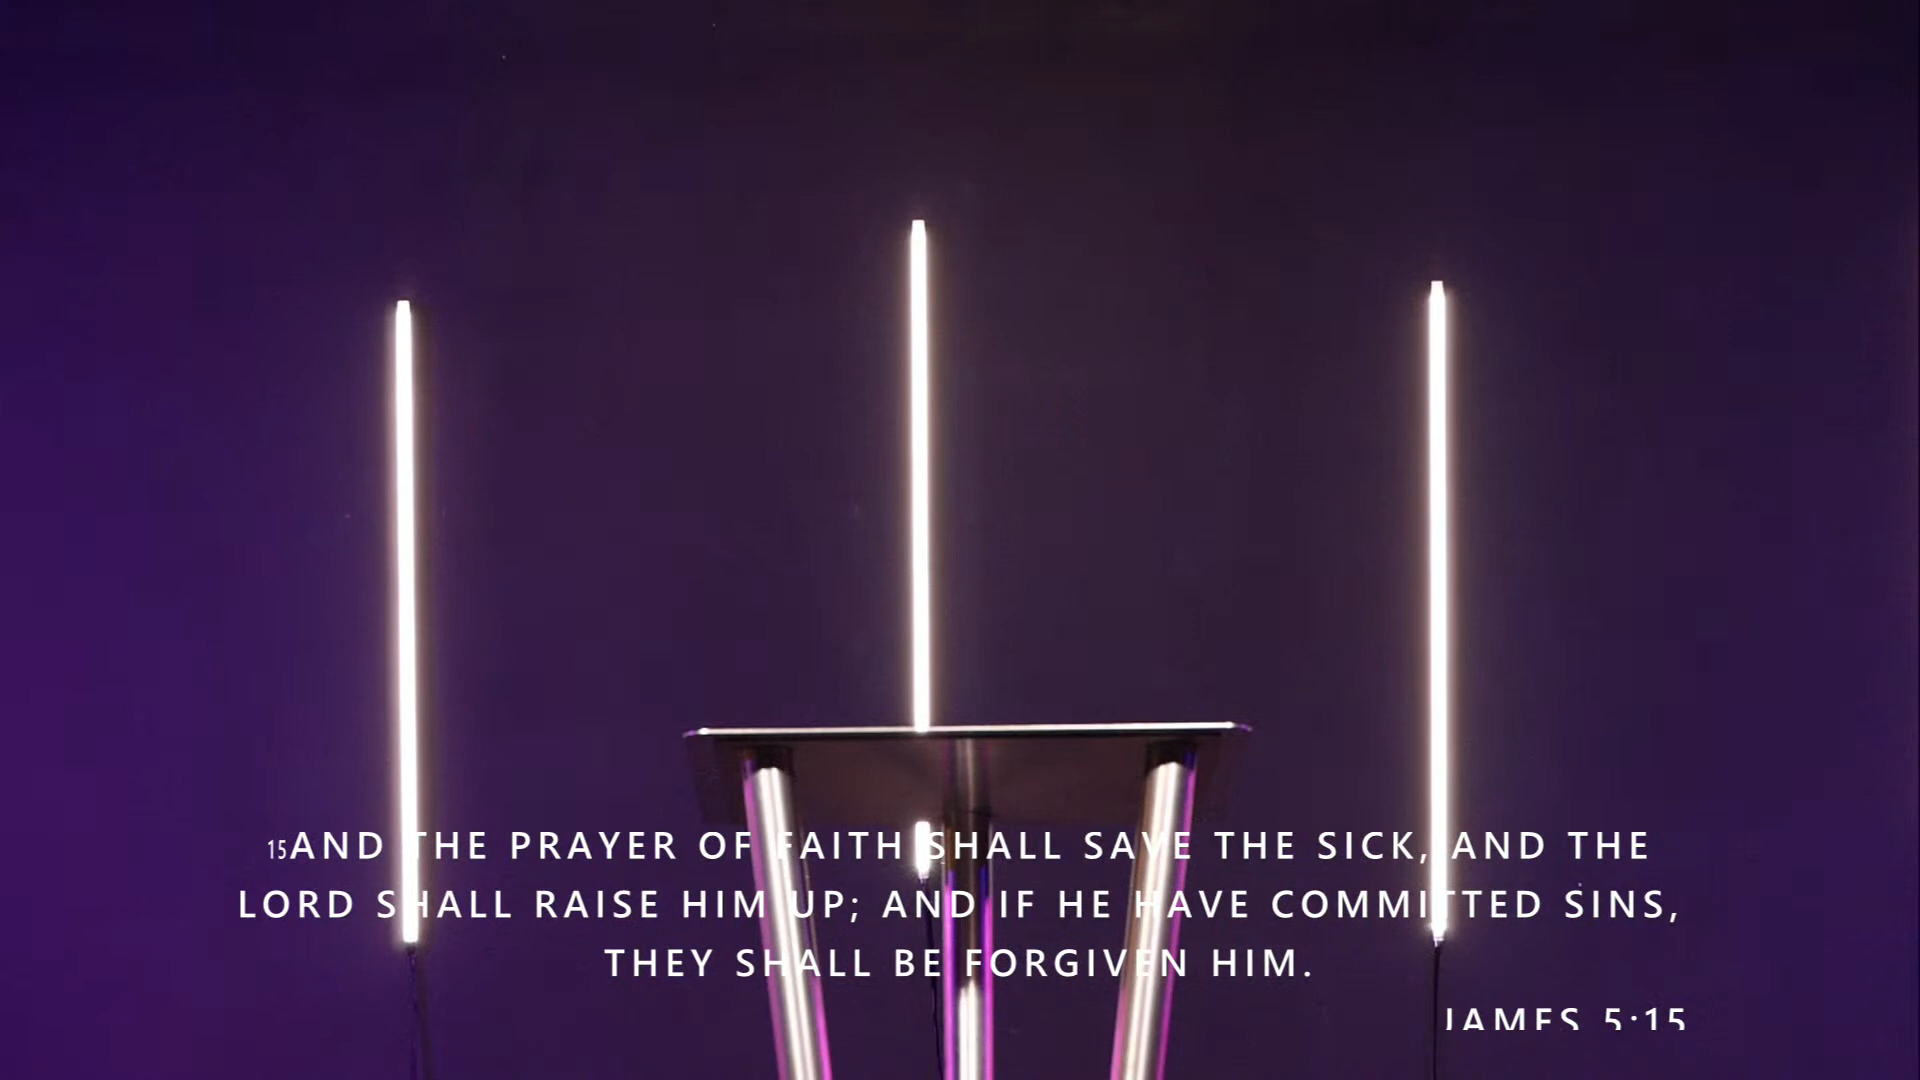 15AND THE PRAYER OF FAITH SHALL SAVE THE SICK, AND THE
LORD SHALL RAISE HIM UP; AND IF HE HAVE COMMITTED SINS,
THEY SHALL BE FORGIVEN HIM.
JAMES 5:15